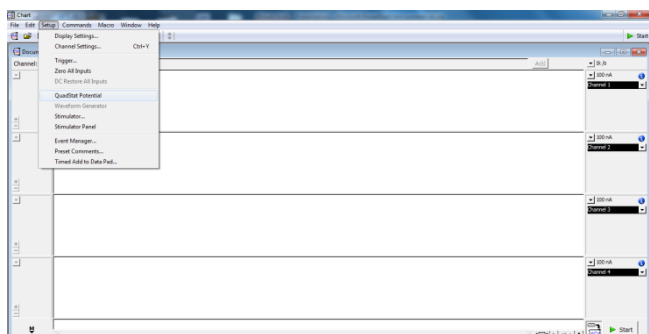 Chart
File Edit Setup Commands Macro Window Help
Display Settings...
Channel Settings... Ctrl+Y
Trigger...
Zero All Inputs
DC Restore All Inputs
QuadStat Potential
Waveform Generator
Stimulator...
Stimulator Panel
Event Manager...
Preset Comments...
Timed Add to Data Pad...
Start
Docum
Channel:
Add
100 nA
Channel 1
100 nA
Channel 2
100 nA
Channel 3
100 nA
Channel 4
Start